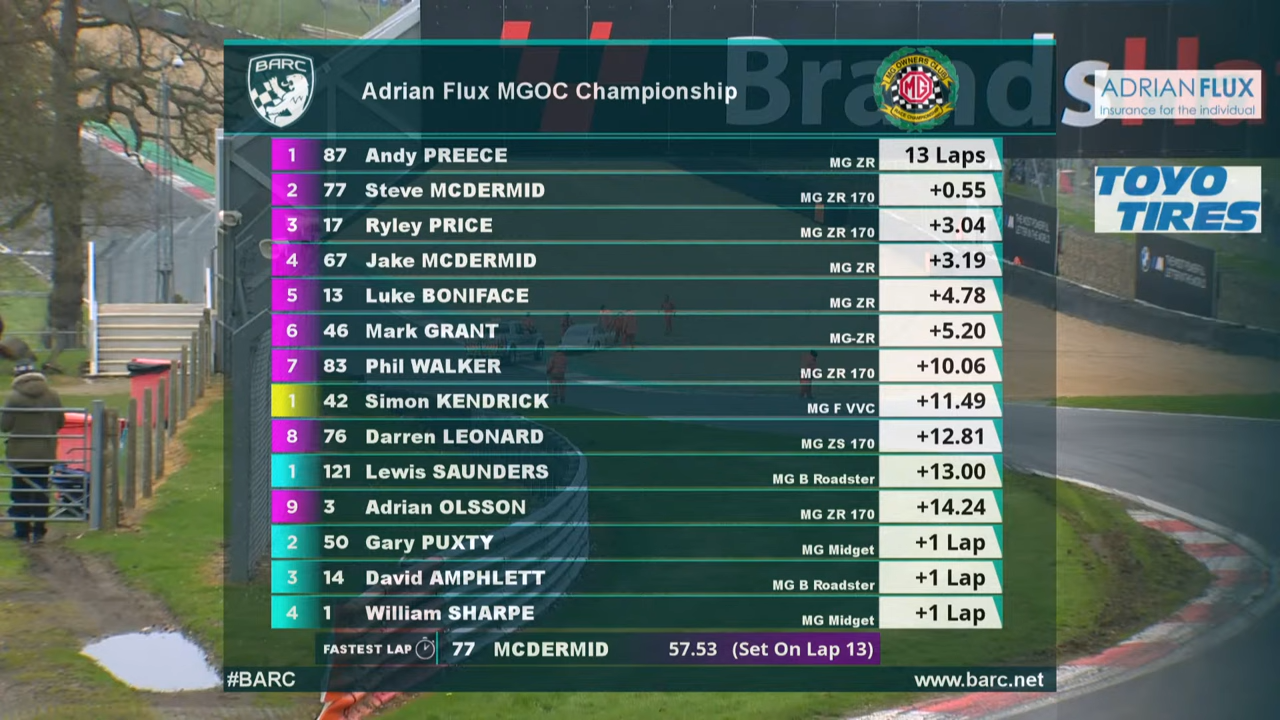 BARC
Adrian Flux MGOC Championship
MG OWNERS CLUB
MG
Brands Ha
ADRIAN FLUX
Insurance for the individual
TOYO
TIRES
1 87 Andy PREECE MG ZR 13 Laps
2 77 Steve MCDERMID MG ZR 170 +0.55
3 17 Ryley PRICE MG ZR 170 +3.04
4 67 Jake MCDERMID MG ZR +3.19
5 13 Luke BONIFACE MG ZR +4.78
6 46 Mark GRANT MG-ZR +5.20
7 83 Phil WALKER MG ZR 170 +10.06
1 42 Simon KENDRICK MG F VVC +11.49
8 76 Darren LEONARD MG ZS 170 +12.81
1 121 Lewis SAUNDERS MG B Roadster +13.00
9 3 Adrian OLSSON MG ZR 170 +14.24
2 50 Gary PUXTY MG Midget +1 Lap
3 14 David AMPHLETT MG B Roadster +1 Lap
4 1 William SHARPE MG Midget +1 Lap
FASTEST LAP 77 MCDERMID 57.53 (Set On Lap 13)
#BARC www.barc.net